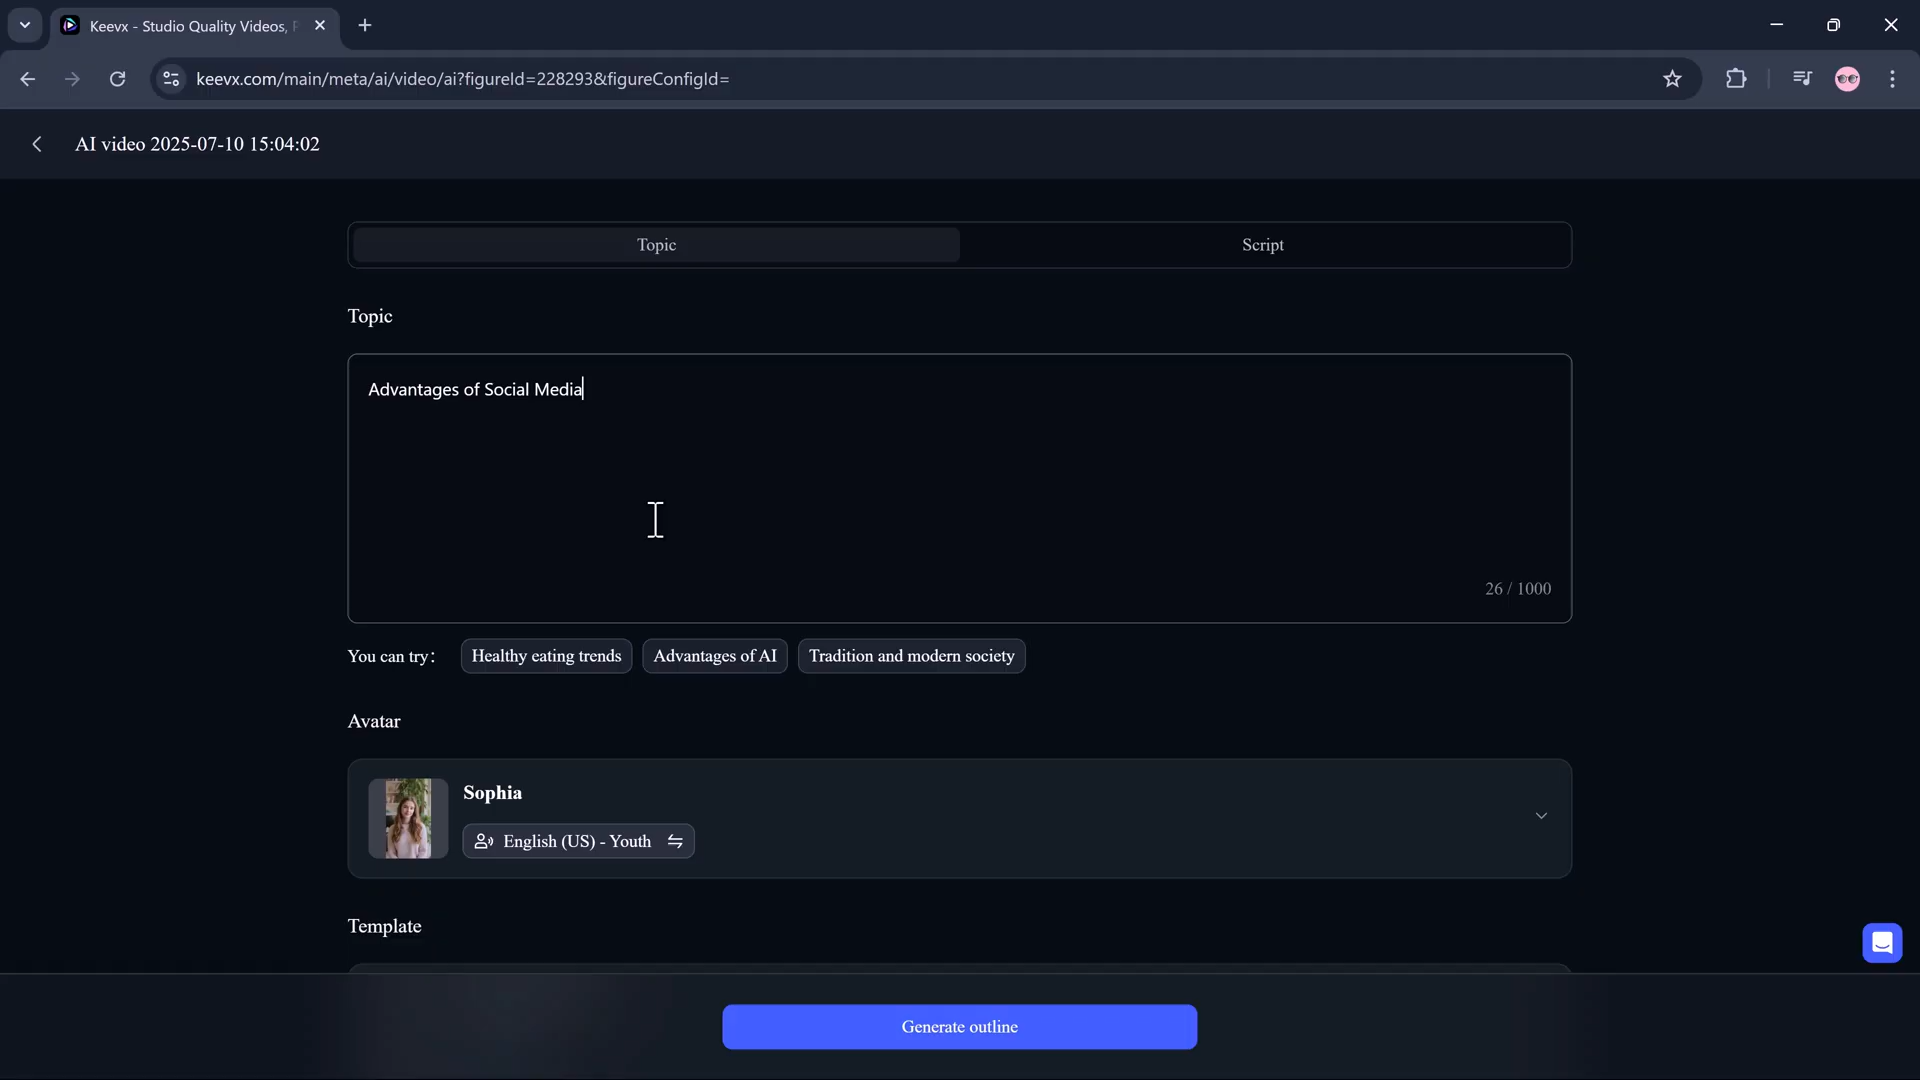 Keevx - Studio Quality Videos,
keevx.com/main/meta/ai/video/ai?figureId=228293&figureConfigId=
AI video 2025-07-10 15:04:02
Topic
Script
Topic
Advantages of Social Media
26 / 1000
You can try:
Healthy eating trends
Advantages of AI
Tradition and modern society
Avatar
Sophia
English (US) - Youth
Template
Generate outline